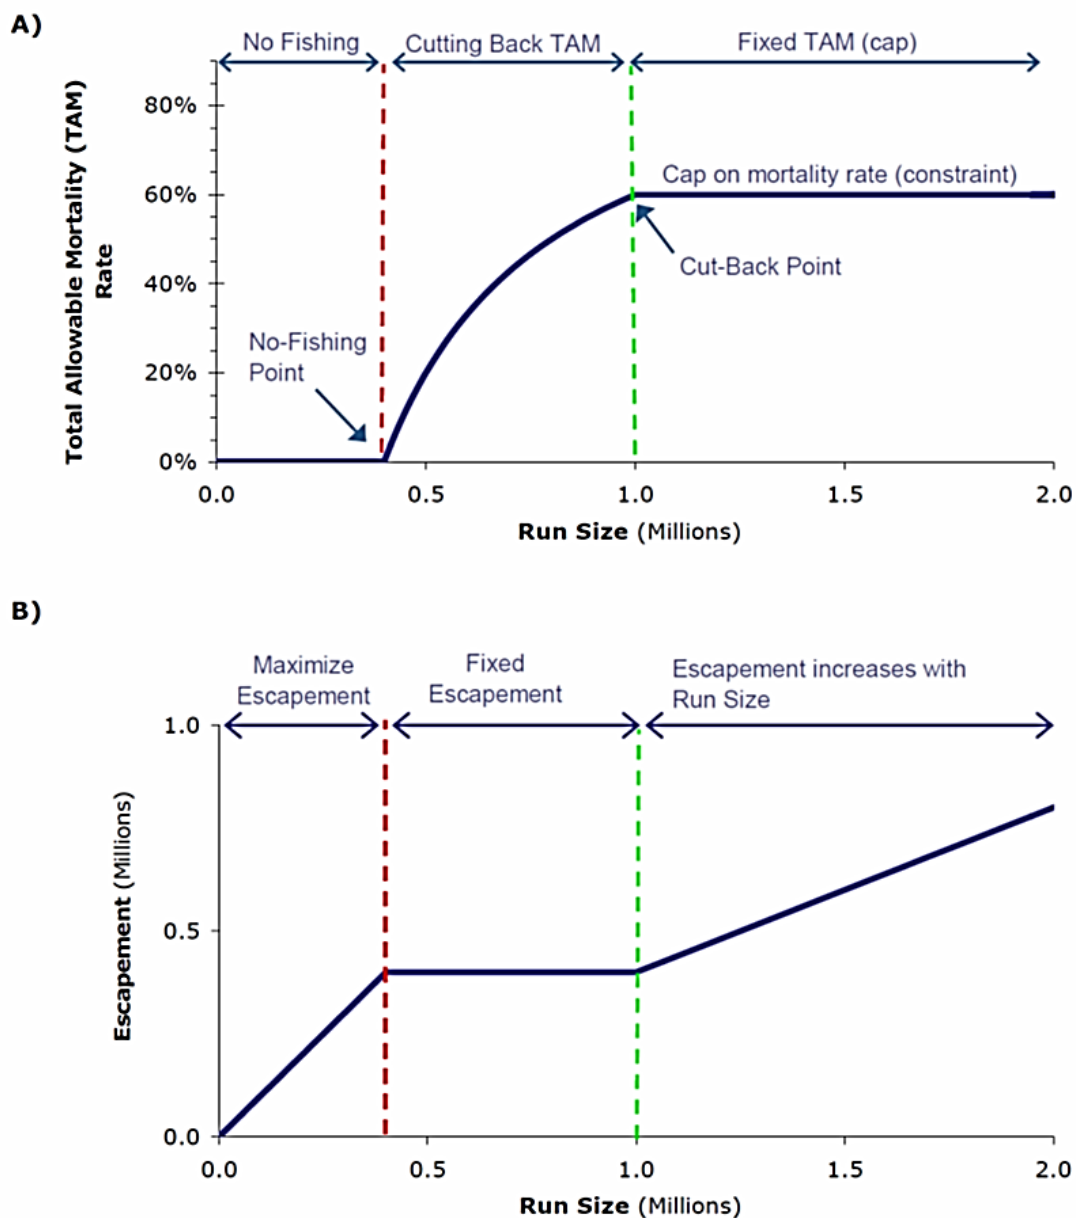 A)
No Fishing
Cutting Back TAM
Fixed TAM (cap)
Total Allowable Mortality (TAM)
Rate
80%
60%
40%
20%
0%
Cap on mortality rate (constraint)
Cut-Back Point
No-Fishing
Point
0.0
0.5
1.0
1.5
2.0
Run Size (Millions)
B)
Maximize
Escapement
Fixed
Escapement
Escapement increases with
Run Size
Escapement (Millions)
1.0
0.5
0.0
0.0
0.5
1.0
1.5
2.0
Run Size (Millions)